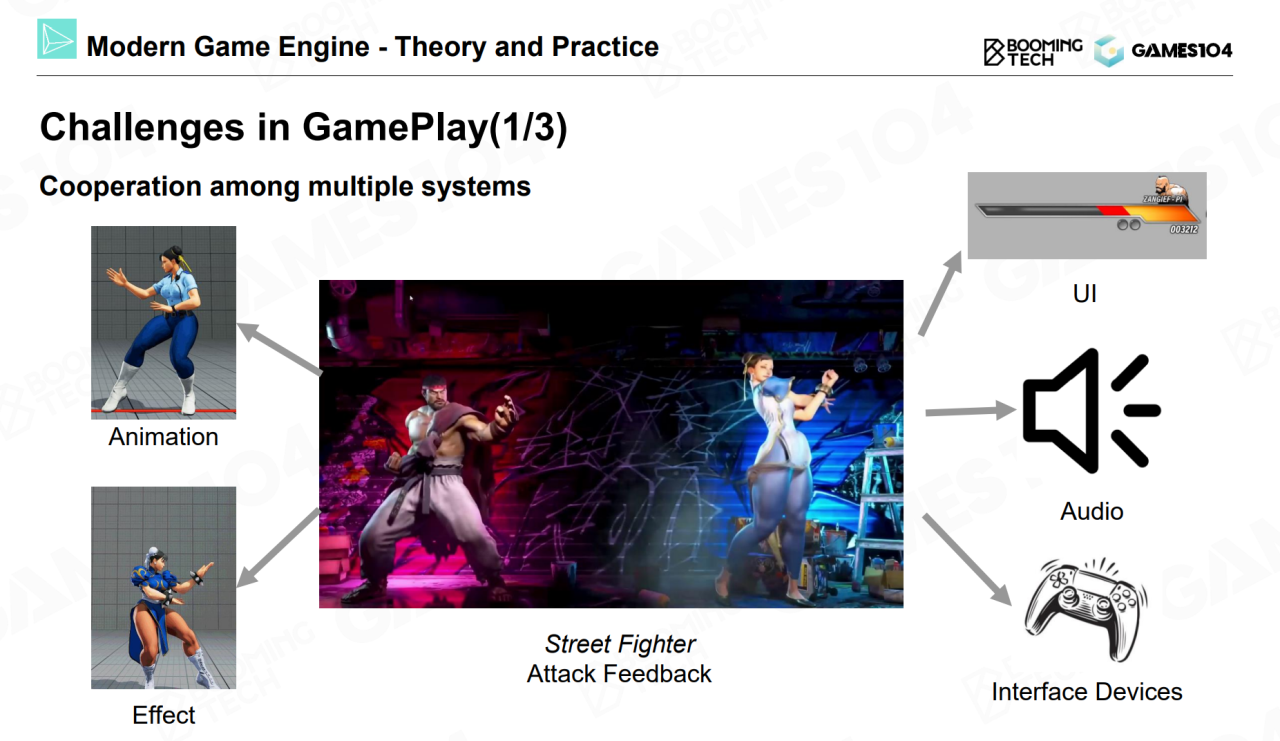 Modern Game Engine - Theory and Practice
BOOMING
TECH
GAMES104
Challenges in GamePlay(1/3)
Cooperation among multiple systems
ZANGIEF - P1
003212
UI
Animation
Audio
Street Fighter
Attack Feedback
Interface Devices
Effect